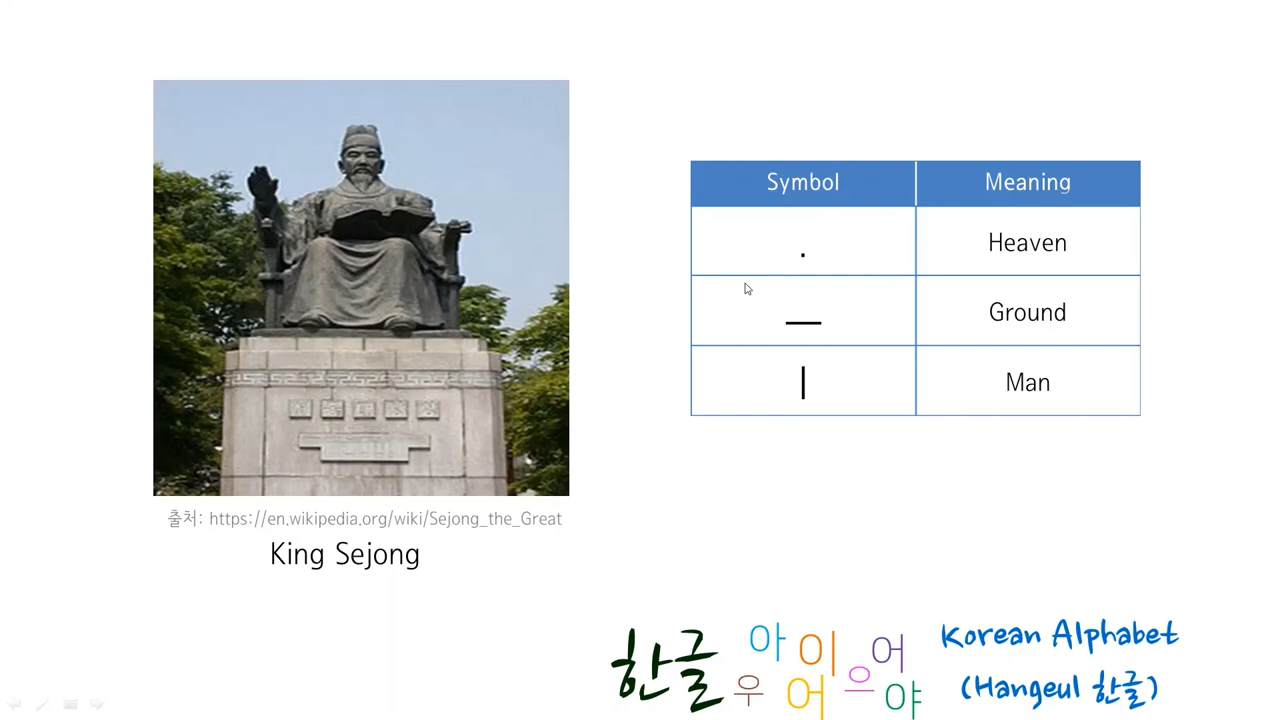 Symbol Meaning
. Heaven
ㅡ Ground
ㅣ Man
출처: https://en.wikipedia.org/wiki/Sejong_the_Great
King Sejong
한글 아 이 어
우 어 으 야
Korean Alphabet
(Hangeul 한글)